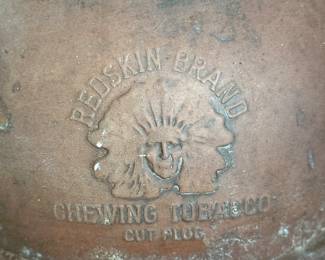 REDSKIN BRAND
CHEWING TOBACCO
CUT PLUG